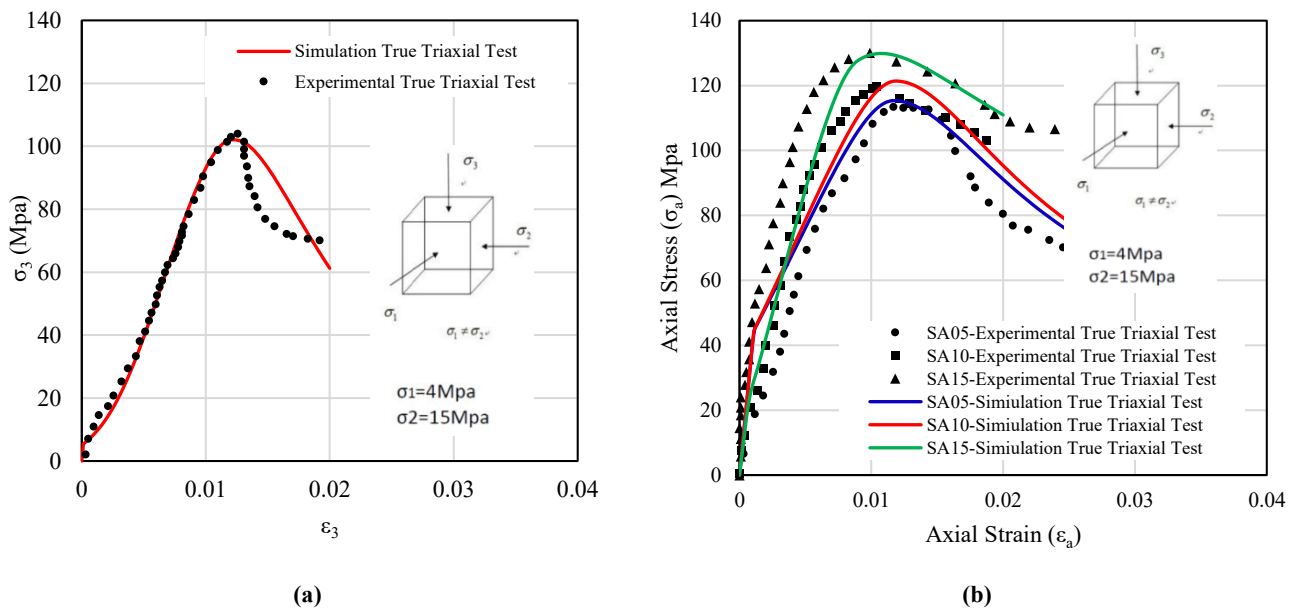 140
120
100
80
60
40
20
0
σ3 (Mpa)
Simulation True Triaxial Test
Experimental True Triaxial Test
σ3
σ2
σ1
σ1 ≠ σ2
σ1=4Mpa
σ2=15Mpa
0 0.01 0.02 0.03 0.04
ε3
(a)
140
120
100
80
60
40
20
0
Axial Stress (σa) Mpa
σ3
σ2
σ1
σ1 ≠ σ2
σ1=4Mpa
σ2=15Mpa
SA05-Experimental True Triaxial Test
SA10-Experimental True Triaxial Test
SA15-Experimental True Triaxial Test
SA05-Simiulation True Triaxial Test
SA10-Simiulation True Triaxial Test
SA15-Simiulation True Triaxial Test
0 0.01 0.02 0.03 0.04
Axial Strain (εa)
(b)